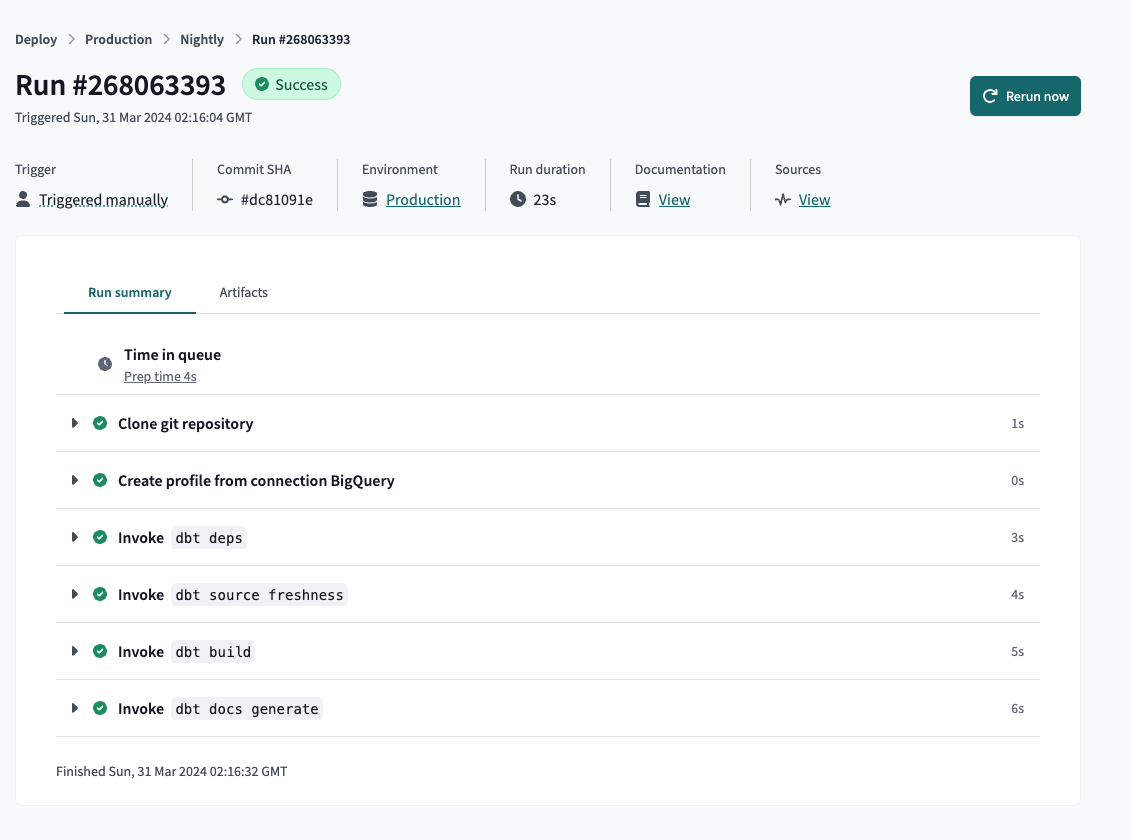 Deploy > Production > Nightly > Run #268063393
Run #268063393 Success
Rerun now
Triggered Sun, 31 Mar 2024 02:16:04 GMT
Trigger Commit SHA Environment Run duration Documentation Sources
Triggered manually #dc81091e Production 23s View View
Run summary Artifacts
Time in queue
Prep time 4s
Clone git repository 1s
Create profile from connection BigQuery 0s
Invoke dbt deps 3s
Invoke dbt source freshness 4s
Invoke dbt build 5s
Invoke dbt docs generate 6s
Finished Sun, 31 Mar 2024 02:16:32 GMT